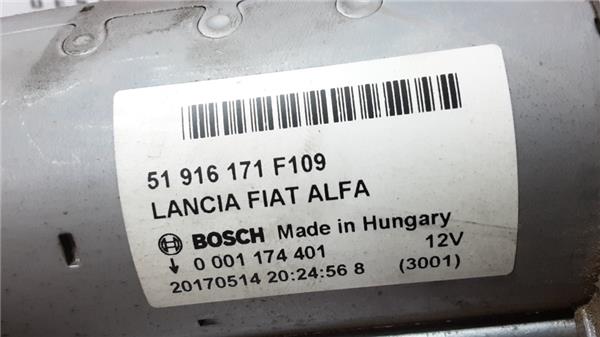 51 916 171 F109
LANCIA FIAT ALFA
BOSCH Made in Hungary
0 001 174 401 12V
20170514 20:24:56 8 (3001)